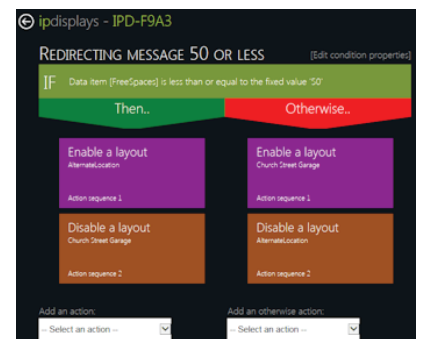 ipdisplays - IPD-F9A3
REDIRECTING MESSAGE 50 OR LESS
[Edit condition properties]
IF Data item [FreeSpaces] is less than or equal to the fixed value '50'
Then..
Otherwise..
Enable a layout
AlternateLocation
Action sequence 1
Enable a layout
Church Street Garage
Action sequence 1
Disable a layout
Church Street Garage
Action sequence 2
Disable a layout
AlternateLocation
Action sequence 2
Add an action:
-- Select an action --
Add an otherwise action:
-- Select an action --